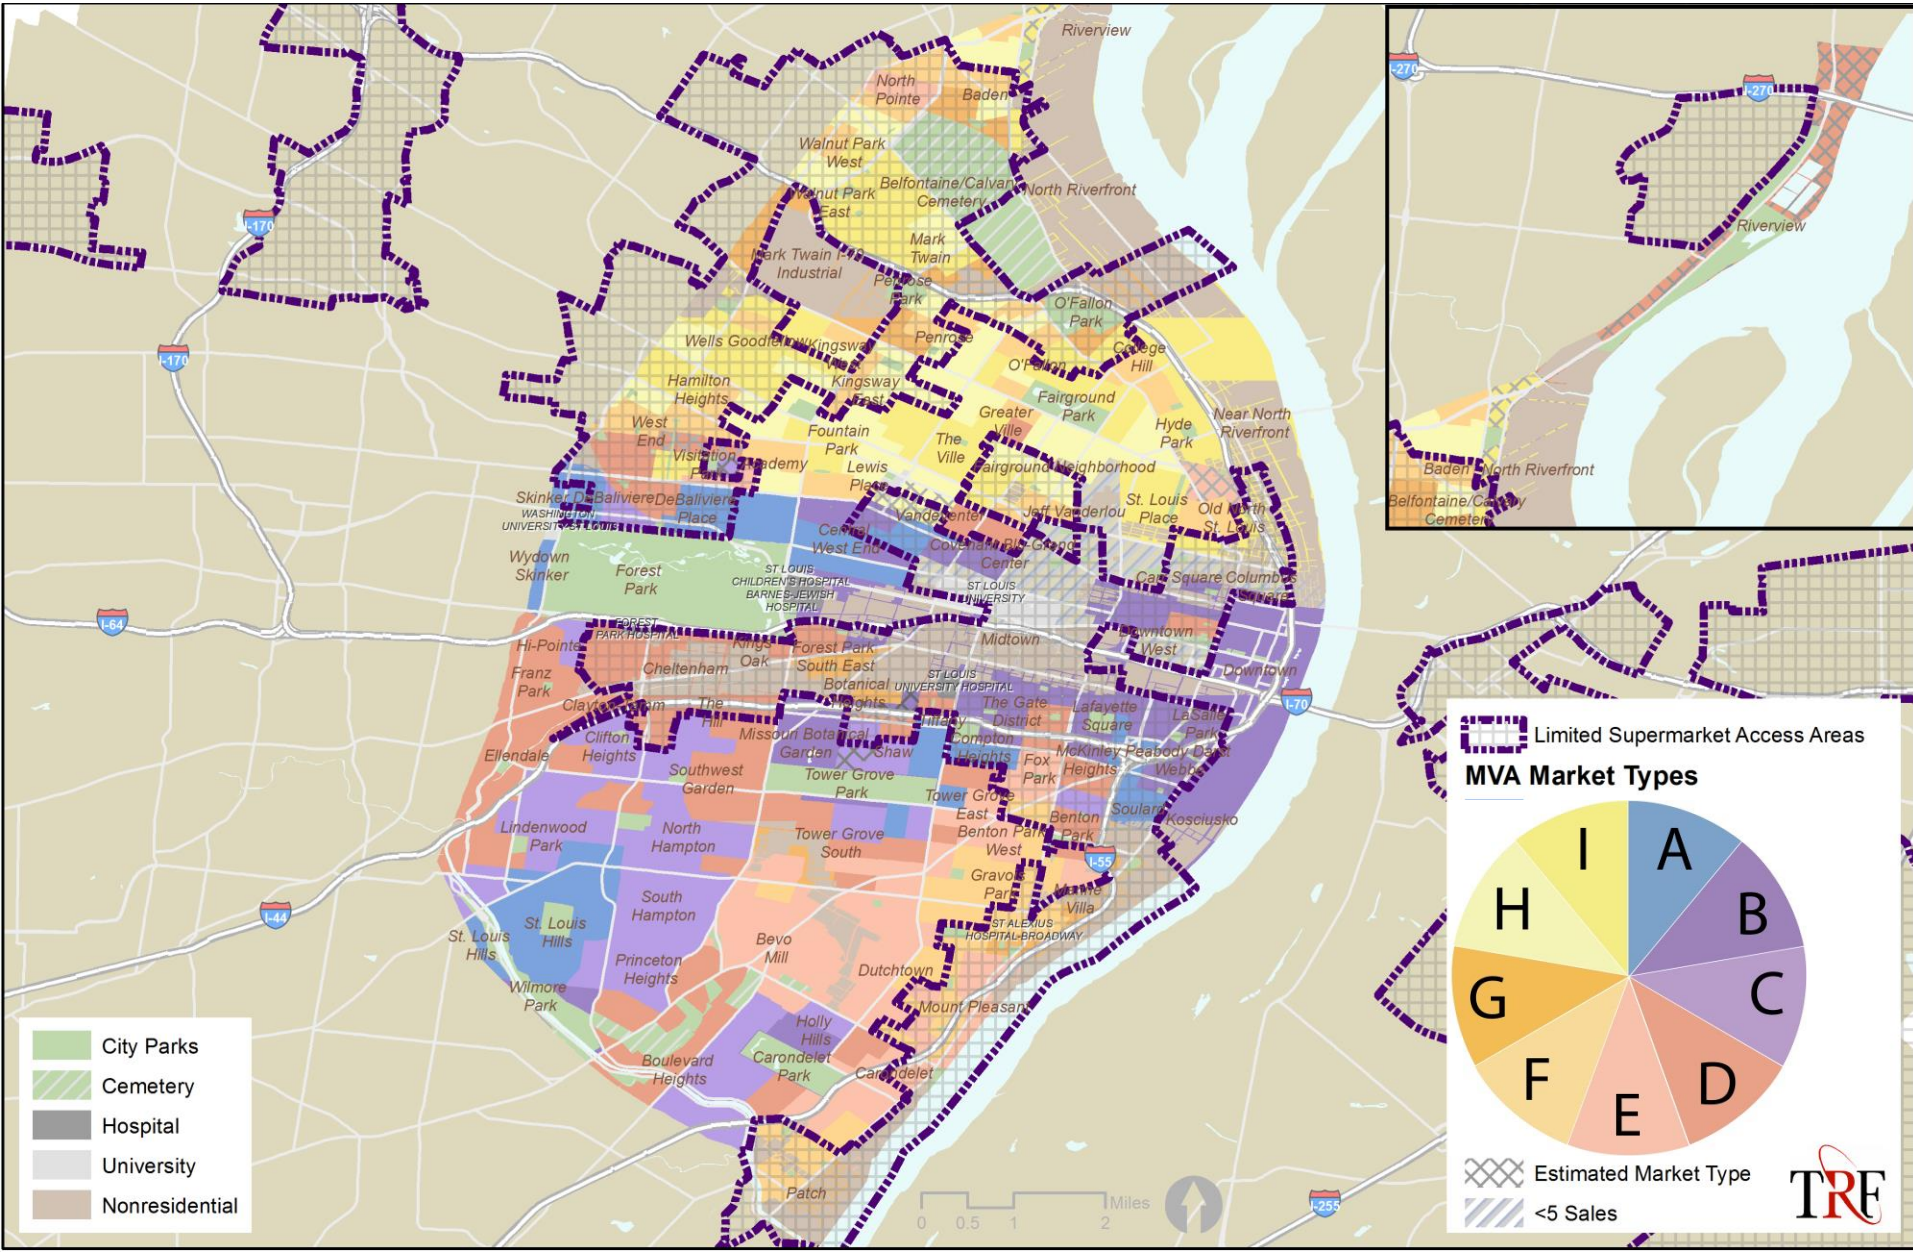 Riverview
North
Pointe
Baden
Walnut Park
West
Belfontaine/Calvary
Cemetery
North Riverfront
Walnut Park
East
Mark
Twain
Mark Twain I-70
Industrial
Penrose
Park
O'Fallon
Park
Wells Goodfellow
Kingsway
West
Penrose
O'Fallon
College
Hill
Hamilton
Heights
Kingsway
East
Fairground
Park
Greater
Ville
Near North
Riverfront
West
End
Fountain
Park
The
Ville
Hyde
Park
Visitation
Park
Academy
Lewis
Place
Fairground Neighborhood
Skinker DeBaliviere
DeBaliviere
Place
WASHINGTON
UNIVERSITY ST LOUIS
Vandeventer
Jeff Vanderlou
St. Louis
Place
Old North
St. Louis
Central
West End
Covenant Blu-Grand
Center
Wydown
Skinker
Forest
Park
ST LOUIS
CHILDREN'S HOSPITAL
BARNES-JEWISH
HOSPITAL
ST LOUIS
UNIVERSITY
Carr Square
Columbus
Square
FOREST
PARK HOSPITAL
Hi-Pointe
Cheltenham
Kings
Oak
Forest Park
South East
Midtown
Downtown
West
Downtown
Franz
Park
Botanical
Heights
ST LOUIS
UNIVERSITY HOSPITAL
Clayton-Tamm
The
Hill
The Gate
District
Lafayette
Square
LaSalle
Park
Tiffany
Ellendale
Clifton
Heights
Missouri Botanical
Garden
Shaw
Compton
Heights
Fox
Park
McKinley
Heights
Peabody Darst
Webbe
Southwest
Garden
Tower Grove
Park
Tower Grove
East
Benton
Park
Soulard
Kosciusko
Lindenwood
Park
North
Hampton
Tower Grove
South
Benton Park
West
Gravois
Park
Marine
Villa
South
Hampton
St. Louis
Hills
St. Louis
Hills
ST ALEXIUS
HOSPITAL-BROADWAY
Bevo
Mill
Princeton
Heights
Dutchtown
Wilmore
Park
Mount Pleasant
Holly
Hills
Boulevard
Heights
Carondelet
Park
Carondelet
Patch
I-170
I-170
I-64
I-44
I-55
I-70
I-255
I-270
I-270
Riverview
Baden
North Riverfront
Belfontaine/Calvary
Cemetery
City Parks
Cemetery
Hospital
University
Nonresidential
Miles
0 0.5 1 2
Limited Supermarket Access Areas
MVA Market Types
A
B
C
D
E
F
G
H
I
Estimated Market Type
<5 Sales
TRF